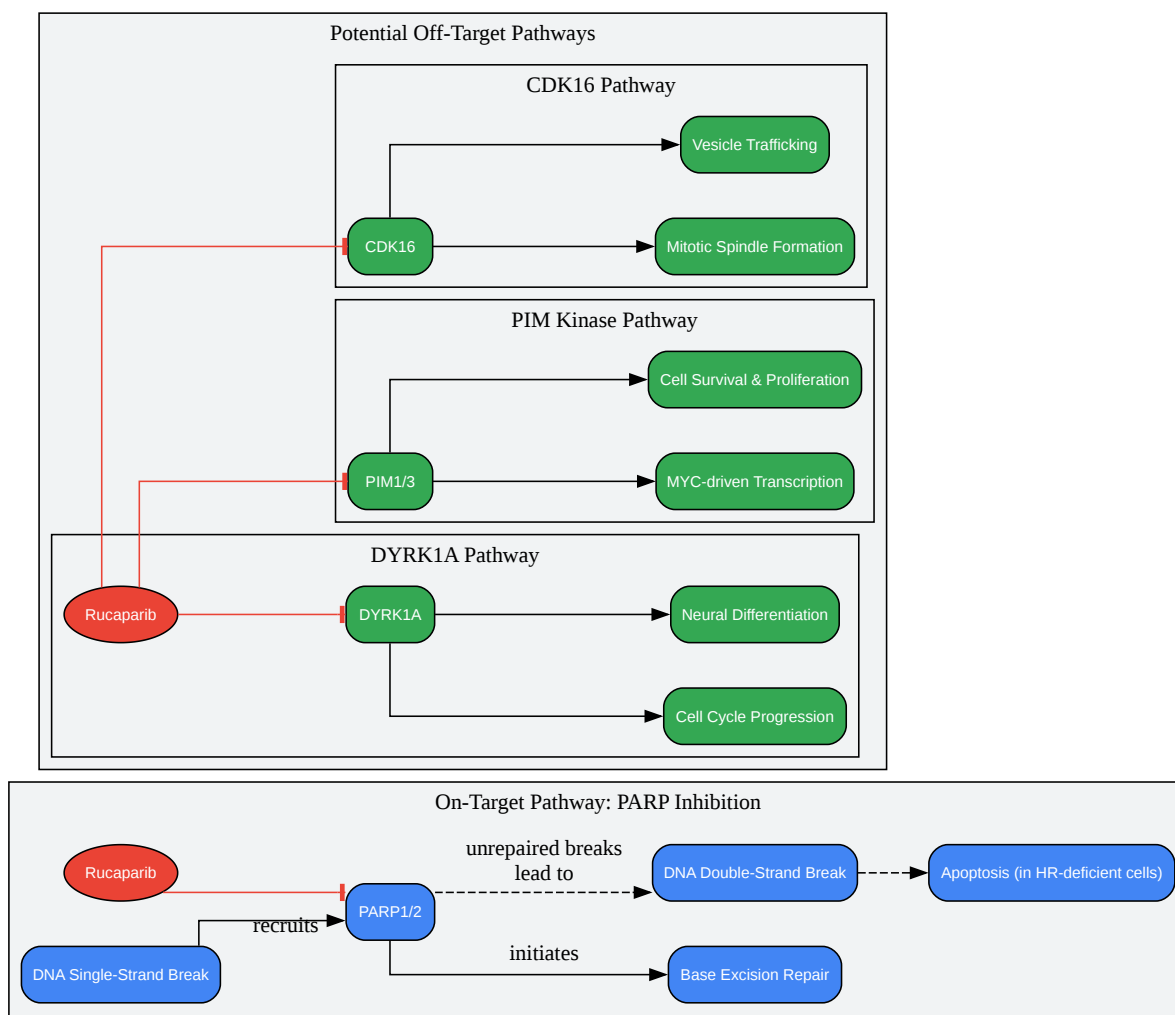 Potential Off-Target Pathways
CDK16 Pathway
Vesicle Trafficking
CDK16
Mitotic Spindle Formation
PIM Kinase Pathway
Cell Survival & Proliferation
PIM1/3
MYC-driven Transcription
DYRK1A Pathway
Rucaparib
DYRK1A
Neural Differentiation
Cell Cycle Progression
On-Target Pathway: PARP Inhibition
Rucaparib
unrepaired breaks
lead to
DNA Double-Strand Break
Apoptosis (in HR-deficient cells)
recruits
PARP1/2
DNA Single-Strand Break
initiates
Base Excision Repair